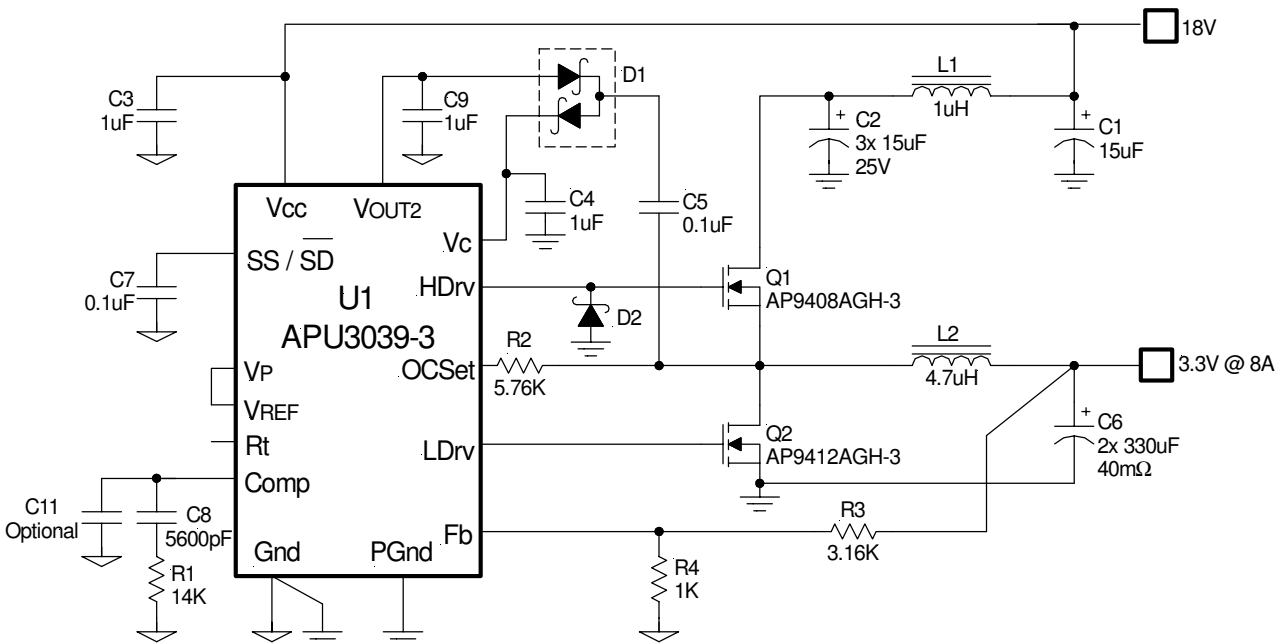 18V
L1
1uH
C3
1uF
C9
1uF
D1
C2
3x 15uF
25V
C1
15uF
Vcc
VOUT2
C4
1uF
C5
0.1uF
Vc
SS / SD
C7
0.1uF
U1
APU3039-3
HDrv
D2
Q1
AP9408AGH-3
R2
5.76K
OCSet
L2
4.7uH
3.3V @ 8A
VP
VREF
Rt
LDrv
Q2
AP9412AGH-3
C6
2x 330uF
40mΩ
Comp
C11
Optional
C8
5600pF
R1
14K
Gnd
PGnd
Fb
R3
3.16K
R4
1K